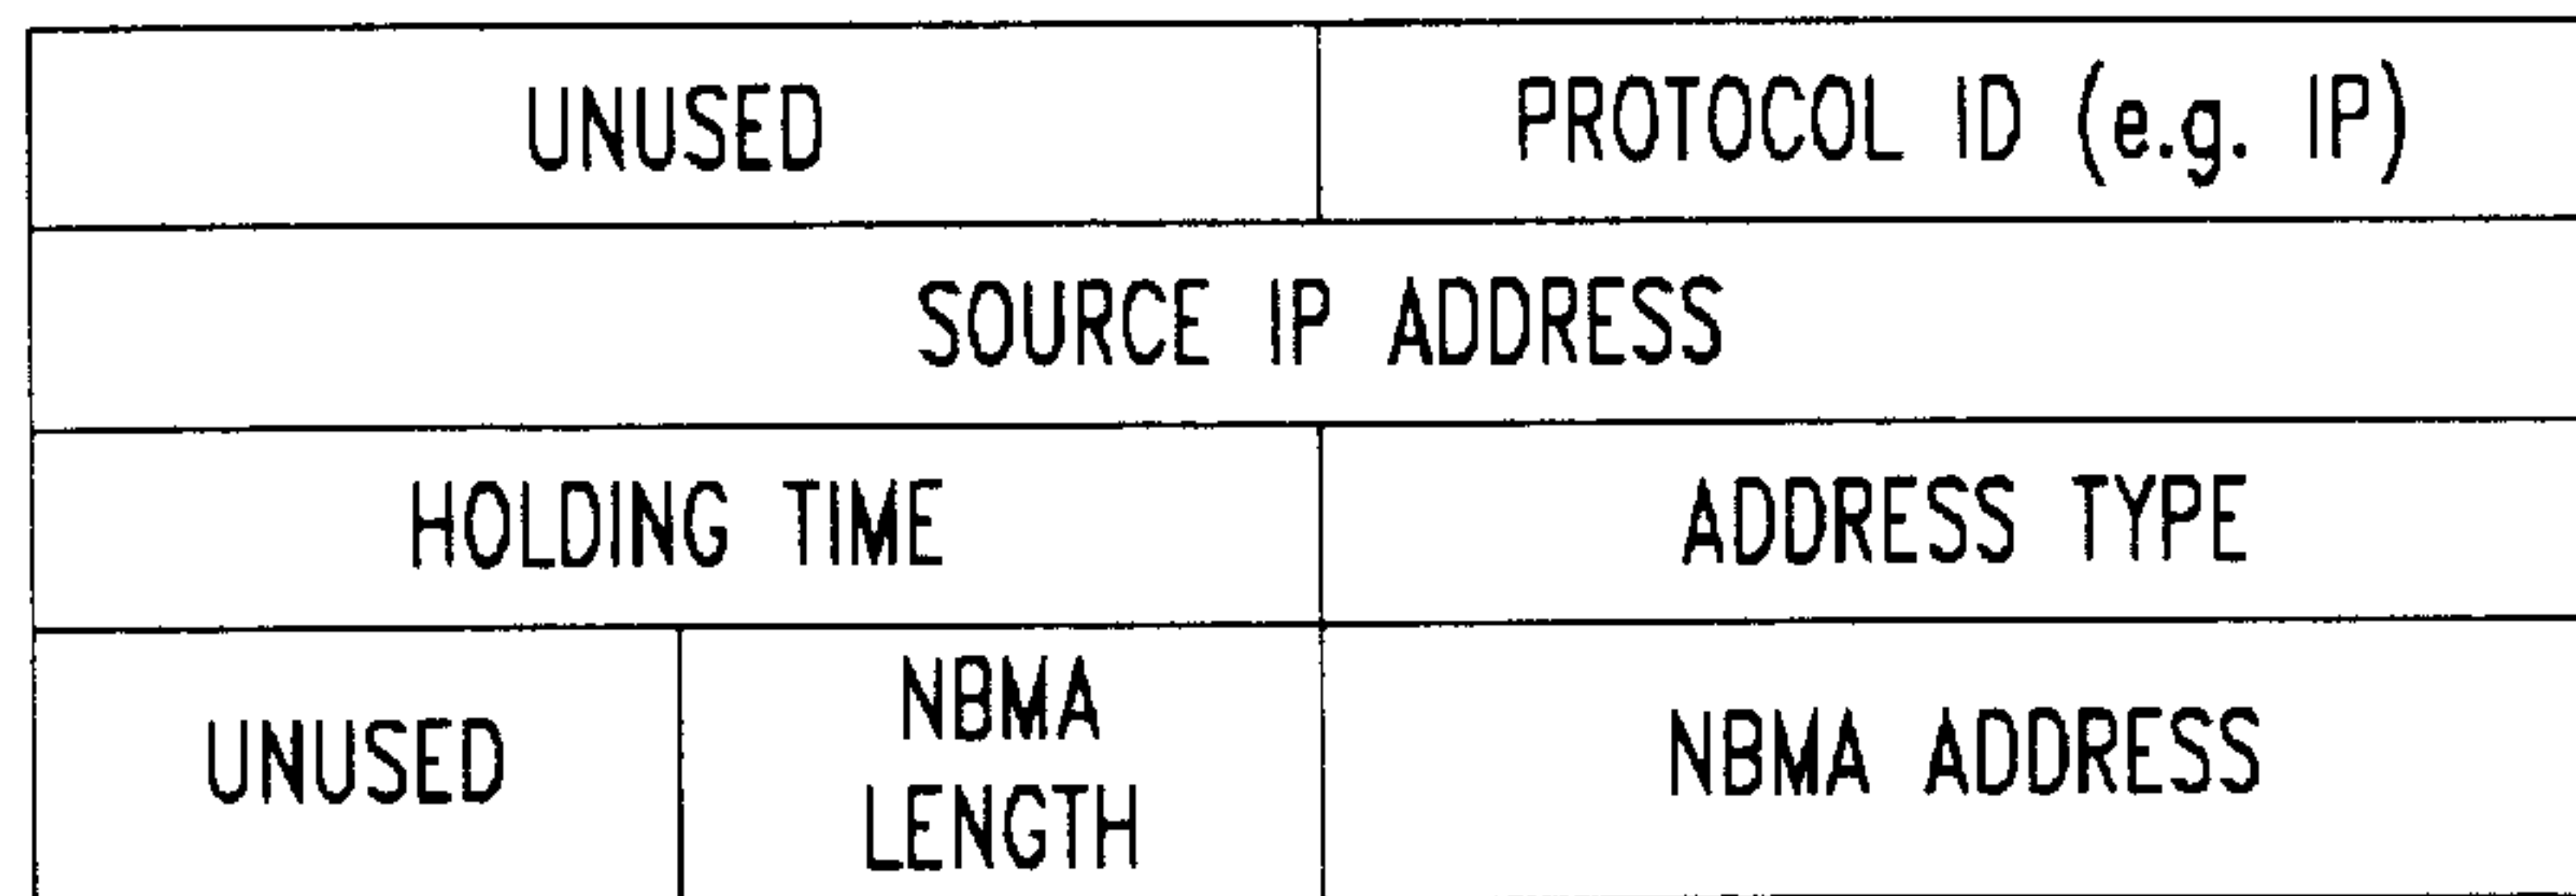 UNUSED
PROTOCOL ID (e.g. IP)
SOURCE IP ADDRESS
HOLDING TIME
ADDRESS TYPE
UNUSED
NBMA
LENGTH
NBMA ADDRESS